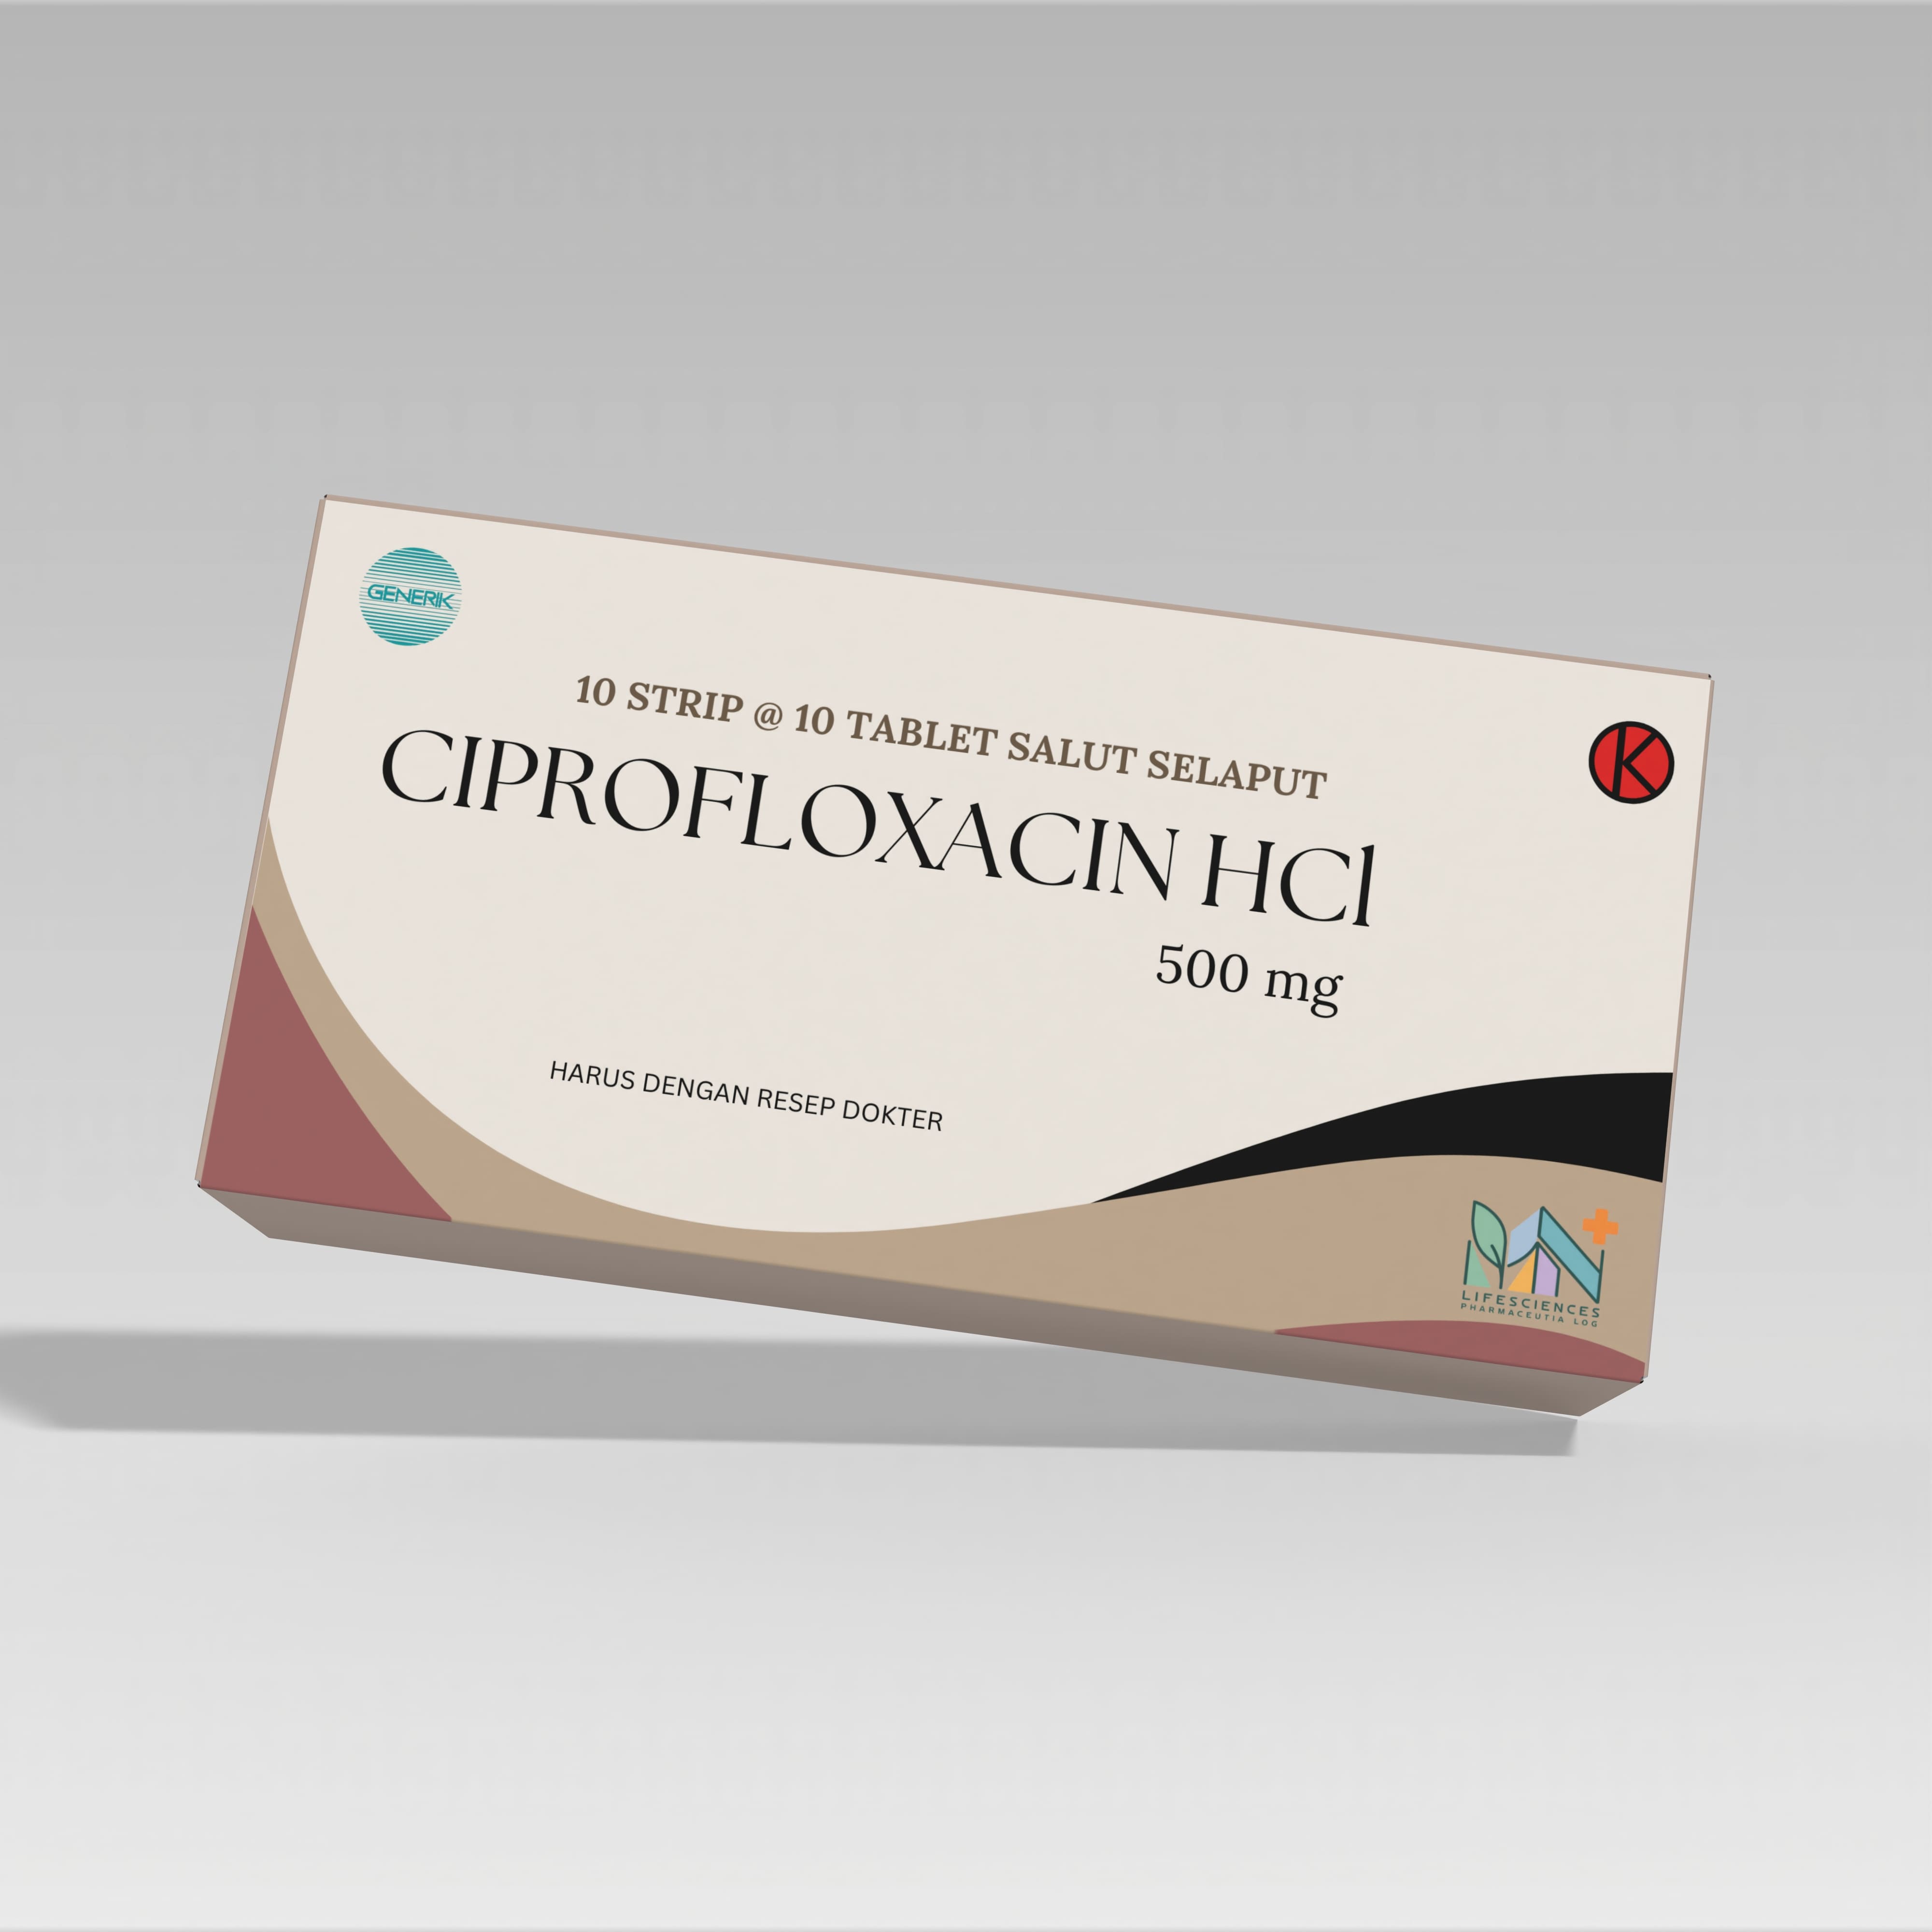 GENERIK
10 STRIP @ 10 TABLET SALUT SELAPUT
K
CIPROFLOXACIN HCl
500 mg
HARUS DENGAN RESEP DOKTER
LIFESCIENCES
PHARMACEUTIA LOG